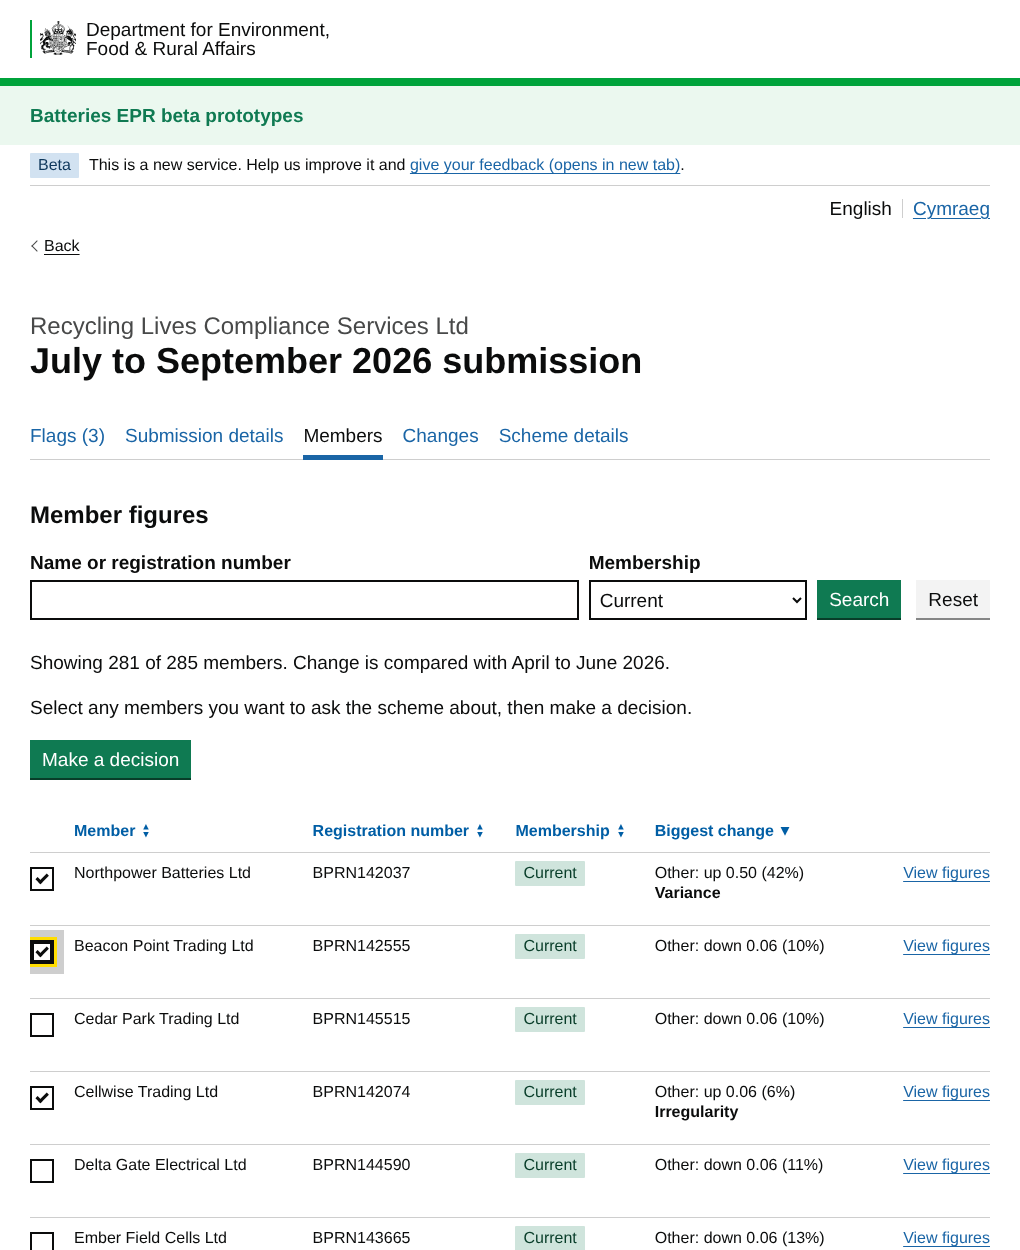 Department for Environment,
Food & Rural Affairs
Batteries EPR beta prototypes
Beta This is a new service. Help us improve it and give your feedback (opens in new tab).
English Cymraeg
Back
Recycling Lives Compliance Services Ltd
July to September 2026 submission
Flags (3) Submission details Members Changes Scheme details
Member figures
Name or registration number Membership
Current Search Reset
Showing 281 of 285 members. Change is compared with April to June 2026.
Select any members you want to ask the scheme about, then make a decision.
Make a decision
Member Registration number Membership Biggest change ▼
Northpower Batteries Ltd BPRN142037 Current Other: up 0.50 (42%) View figures
Variance
Beacon Point Trading Ltd BPRN142555 Current Other: down 0.06 (10%) View figures
Cedar Park Trading Ltd BPRN145515 Current Other: down 0.06 (10%) View figures
Cellwise Trading Ltd BPRN142074 Current Other: up 0.06 (6%) View figures
Irregularity
Delta Gate Electrical Ltd BPRN144590 Current Other: down 0.06 (11%) View figures
Ember Field Cells Ltd BPRN143665 Current Other: down 0.06 (13%) View figures